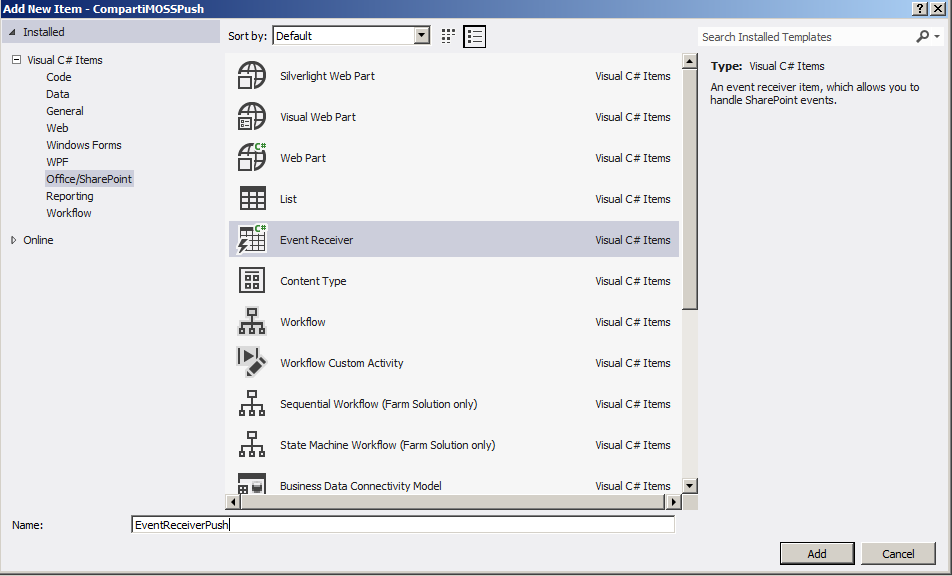 Add New Item - CompartiMOSSPush
Installed
Sort by: Default
Search Installed Templates
Visual C# Items
Code
Data
General
Web
Windows Forms
WPF
Office/SharePoint
Reporting
Workflow
Online
Silverlight Web Part Visual C# Items
Visual Web Part Visual C# Items
C#
Web Part Visual C# Items
List Visual C# Items
C#
Event Receiver Visual C# Items
Content Type Visual C# Items
Workflow Visual C# Items
Workflow Custom Activity Visual C# Items
Sequential Workflow (Farm Solution only) Visual C# Items
State Machine Workflow (Farm Solution only) Visual C# Items
Business Data Connectivity Model Visual C# Items
Type: Visual C# Items
An event receiver item, which allows you to
handle SharePoint events.
Name: EventReceiverPush
Add Cancel